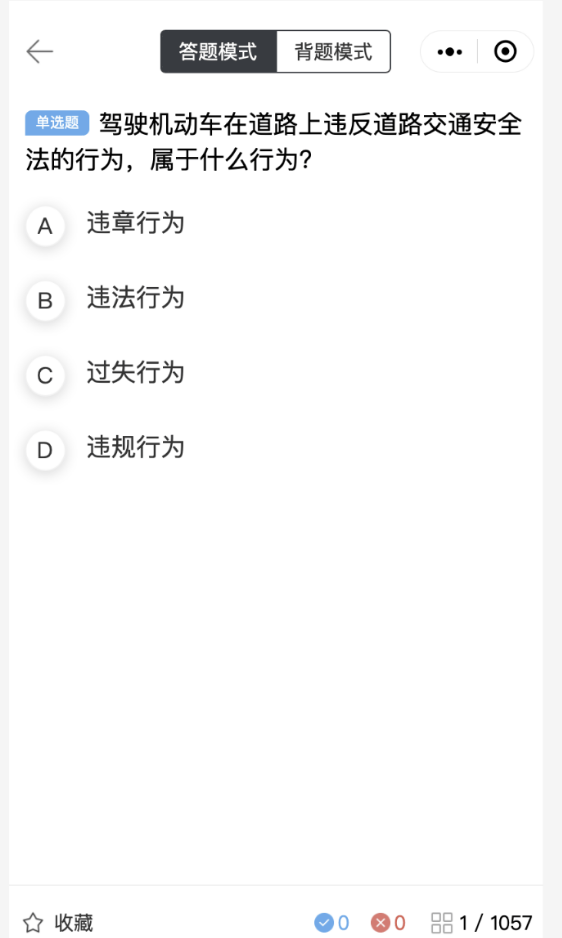 答题模式 背题模式
单选题 驾驶机动车在道路上违反道路交通安全
法的行为，属于什么行为?
A 违章行为
B 违法行为
C 过失行为
D 违规行为
收藏 0 0 1 / 1057